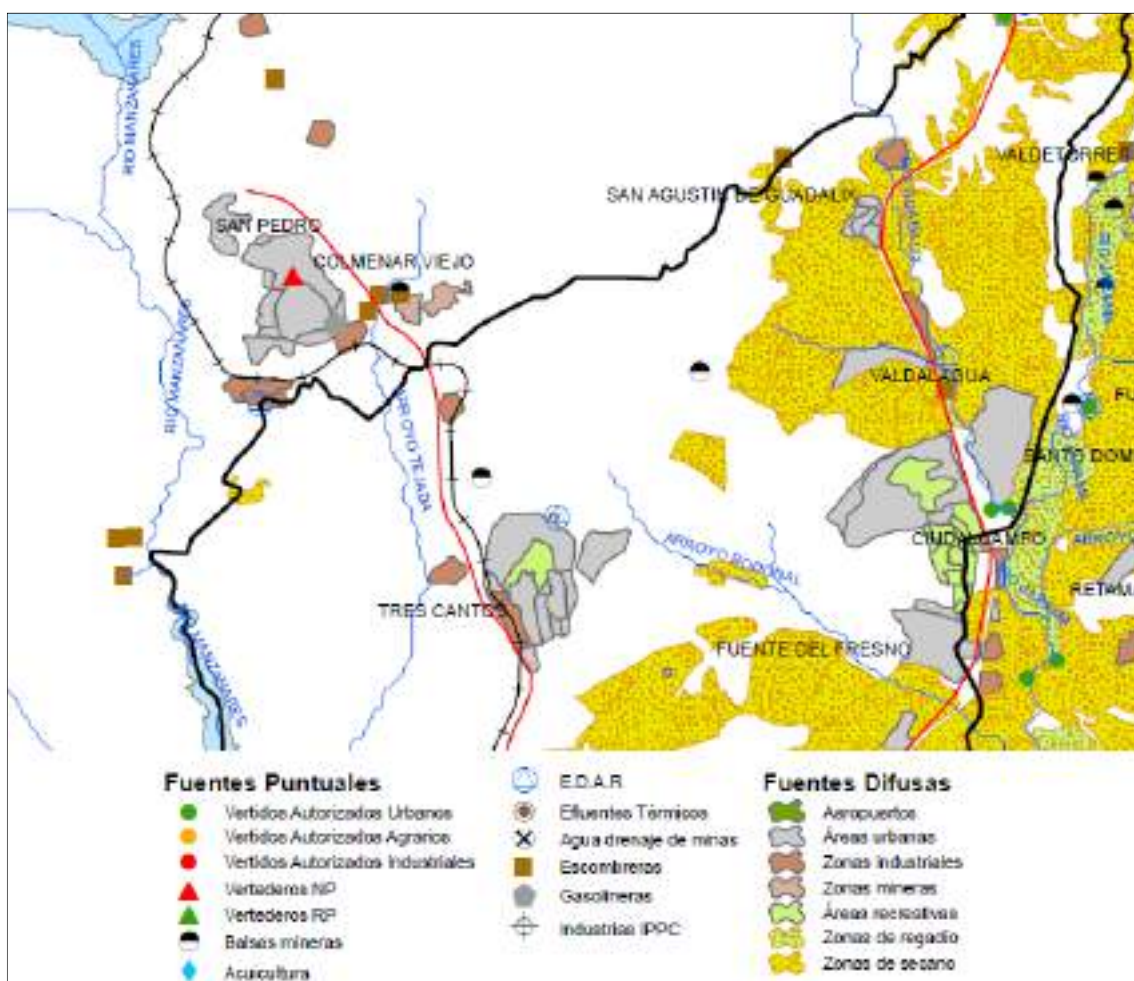 RIO MANZANARES
VALDETORRES
SAN AGUSTIN DE GUADALIX
SAN PEDRO
COLMENAR VIEJO
RIO MANZANARES
VALDALAGUA
ARROYO TEJADA
SANTO DOM
CIUDALCAMPO
ARROYO BODONAL
ARROYO
RETAMA
TRES CANTOS
FUENTE DEL FRESNO
MANZANARES
Fuentes Puntuales
Vertidos Autorizados Urbanos
Vertidos Autorizados Agrarios
Vertidos Autorizados Industriales
Vertederos NP
Vertederos RP
Balsas mineras
Acuicultura
E.D.A.R
Efluentes Térmicos
Agua drenaje de minas
Escombreras
Gasolineras
Industrias IPPC
Fuentes Difusas
Aeropuertos
Áreas urbanas
Zonas industriales
Zonas mineras
Áreas recreativas
Zonas de regadío
Zonas de secano